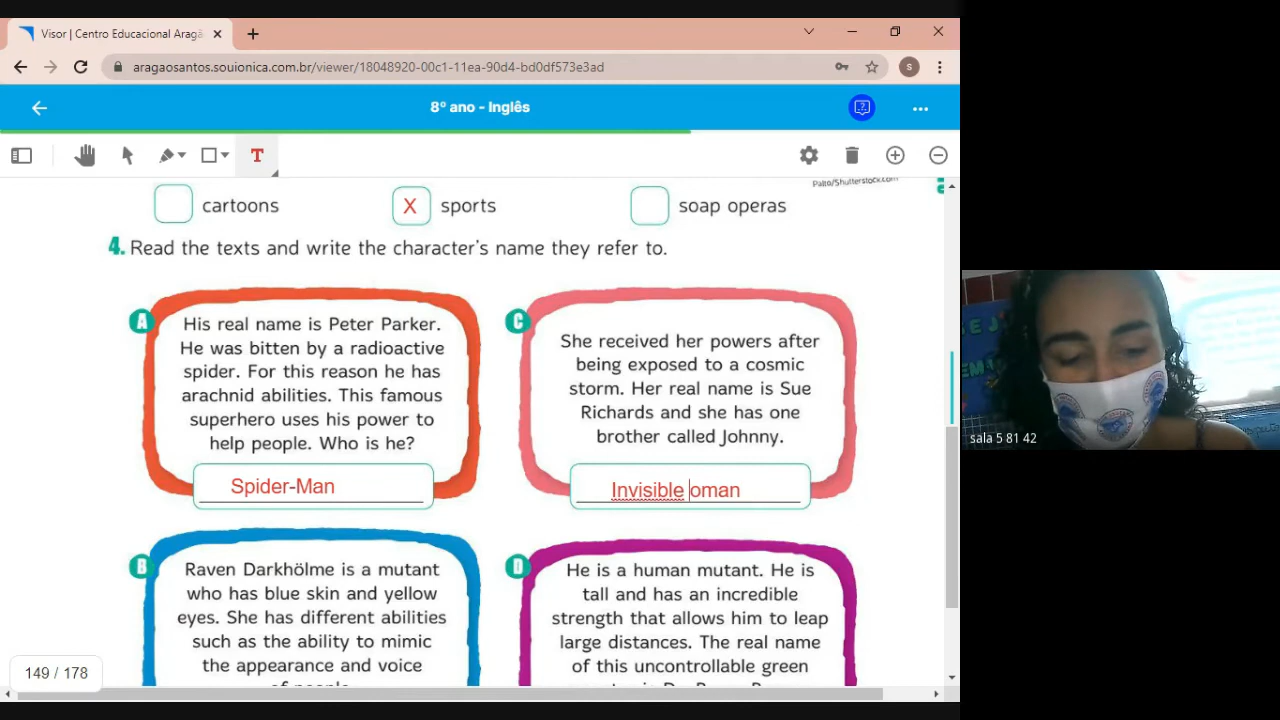 Visor | Centro Educacional Aragã
aragaosantos.souionica.com.br/viewer/18048920-00c1-11ea-90d4-bd0df573e3ad
s
8º ano - Inglês
T
Palto/Shutterstock.com
cartoons
X sports
soap operas
4. Read the texts and write the character's name they refer to.
A
His real name is Peter Parker.
He was bitten by a radioactive
spider. For this reason he has
arachnid abilities. This famous
superhero uses his power to
help people. Who is he?
Spider-Man
C
She received her powers after
being exposed to a cosmic
storm. Her real name is Sue
Richards and she has one
brother called Johnny.
Invisible oman
B
Raven Darkhölme is a mutant
who has blue skin and yellow
eyes. She has different abilities
such as the ability to mimic
the appearance and voice
of people
D
He is a human mutant. He is
tall and has an incredible
strength that allows him to leap
large distances. The real name
of this uncontrollable green
149 / 178
sala 5 81 42